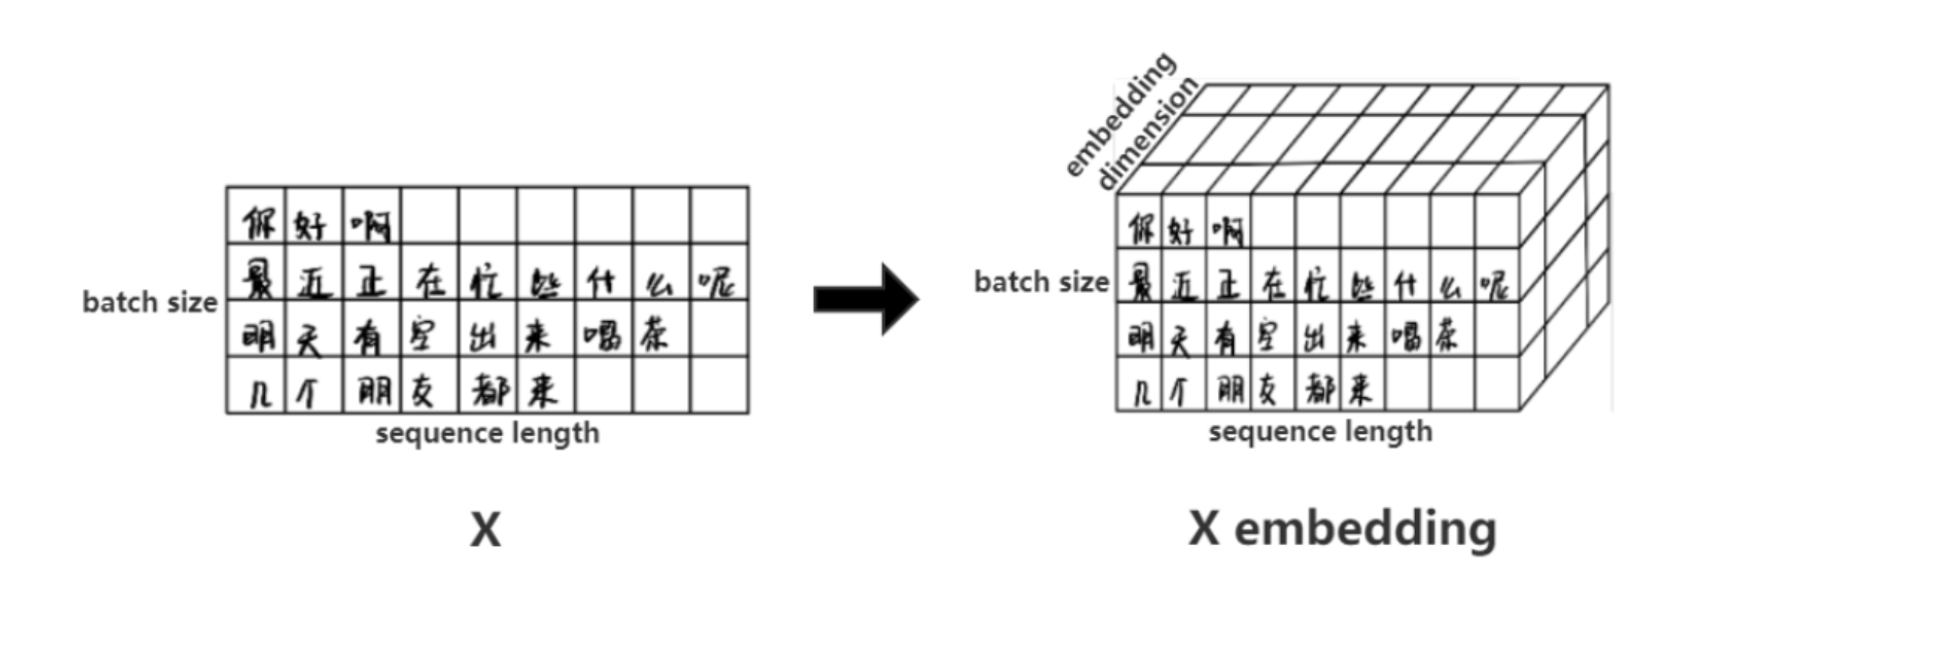 你好啊
最近正在忙些什么呢
明天有空出来喝茶
几个朋友都来
batch size
sequence length
X
embedding
dimension
你好啊
最近正在忙些什么呢
明天有空出来喝茶
几个朋友都来
batch size
sequence length
X embedding